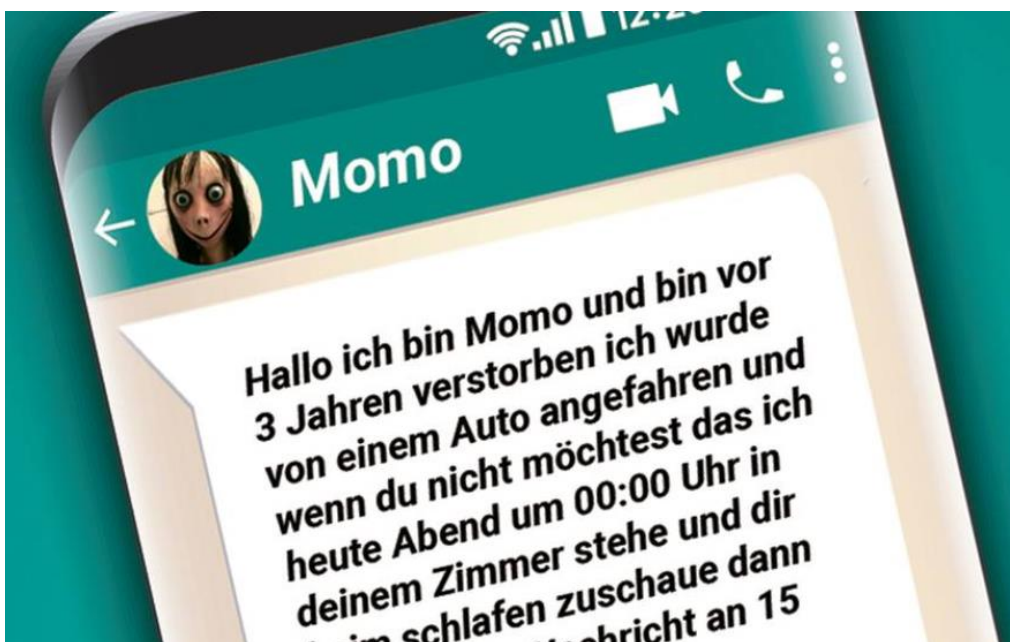 Momo
Hallo ich bin Momo und bin vor
3 Jahren verstorben ich wurde
von einem Auto angefahren und
wenn du nicht möchtest das ich
heute Abend um 00:00 Uhr in
deinem Zimmer stehe und dir
schlafen zuschaue dann
an 15